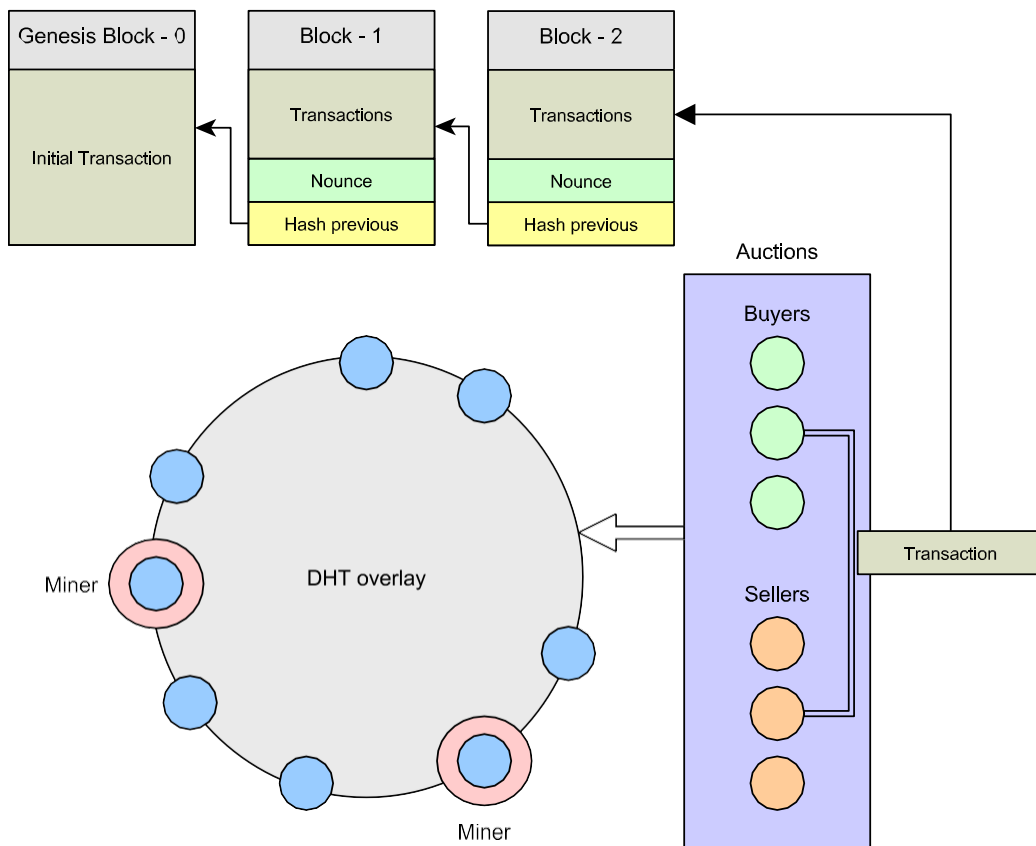 Genesis Block - 0
Block - 1
Block - 2
Initial Transaction
Transactions
Transactions
Nounce
Nounce
Hash previous
Hash previous
Auctions
Buyers
Transaction
DHT overlay
Miner
Sellers
Miner